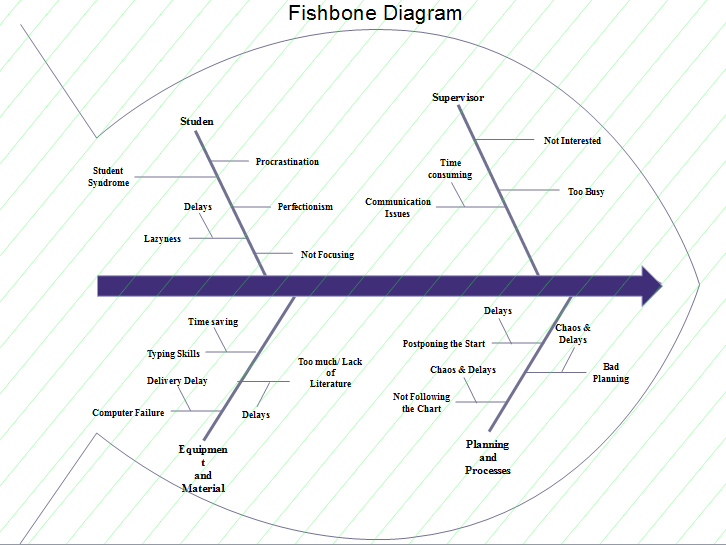 Fishbone Diagram
Supervisor
Studen
Not Interested
Procrastination
Time
consuming
Student
Syndrome
Too Busy
Delays
Perfectionism
Communication
Issues
Lazyness
Not Focusing
Time saving
Delays
Chaos &
Delays
Typing Skills
Postponing the Start
Too much/ Lack
of
Literature
Delivery Delay
Chaos & Delays
Bad
Planning
Computer Failure
Delays
Not Following
the Chart
Equipmen
t
and
Material
Planning
and
Processes